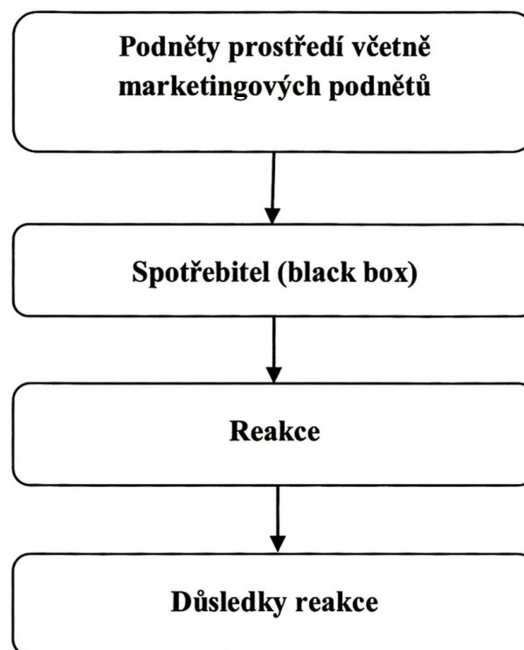 Podněty prostředí včetně
marketingových podnětů
Spotřebitel (black box)
Reakce
Důsledky reakce